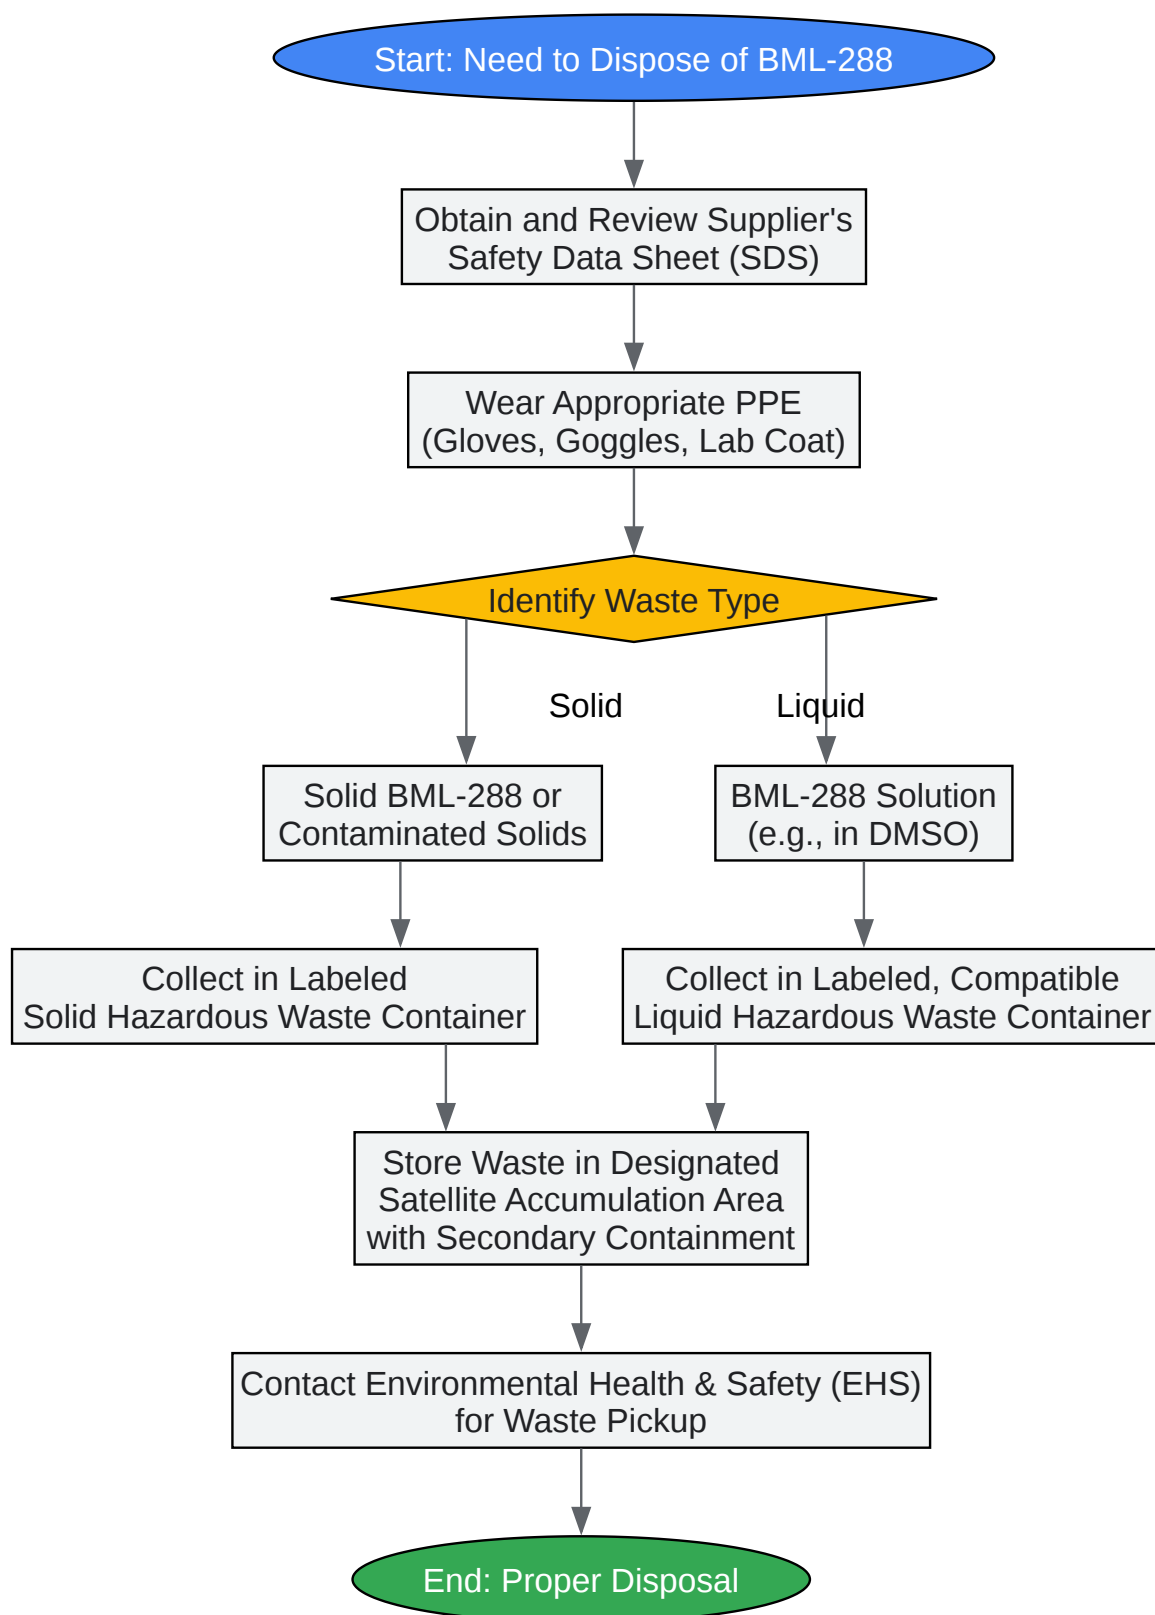 Start: Need to Dispose of BML-288
Obtain and Review Supplier's
Safety Data Sheet (SDS)
Wear Appropriate PPE
(Gloves, Goggles, Lab Coat)
Identify Waste Type
Solid
Liquid
Solid BML-288 or
Contaminated Solids
BML-288 Solution
(e.g., in DMSO)
Collect in Labeled
Solid Hazardous Waste Container
Collect in Labeled, Compatible
Liquid Hazardous Waste Container
Store Waste in Designated
Satellite Accumulation Area
with Secondary Containment
Contact Environmental Health & Safety (EHS)
for Waste Pickup
End: Proper Disposal